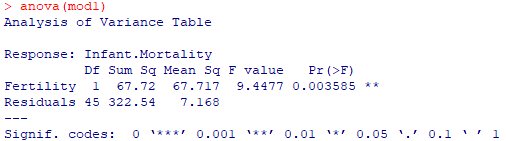 > anova(mod1)
Analysis of Variance Table
Response: Infant.Mortality
Df Sum Sq Mean Sq F value Pr(>F)
Fertility 1 67.72 67.717 9.4477 0.003585 **
Residuals 45 322.54 7.168
---
Signif. codes: 0 ‘***’ 0.001 ‘**’ 0.01 ‘*’ 0.05 ‘.’ 0.1 ‘ ’ 1